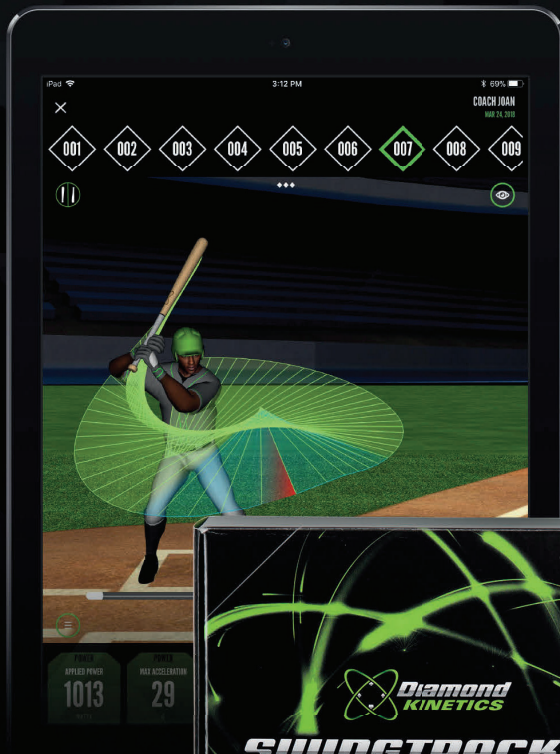 iPad 3:12 PM 69%
COACH JOAN
MAR 24, 2018
001 002 003 004 005 006 007 008 009
POWER POWER
APPLIED POWER MAX ACCELERATION
1013 29
Diamond
KINETICS